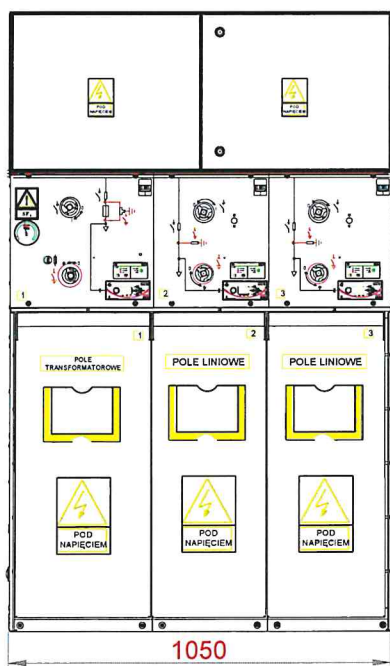 POD
NAPIĘCIEM
POD
NAPIĘCIEM
SF6
1
2
3
1
2
3
POLE
TRANSFORMATOROWE
POLE LINIOWE
POLE LINIOWE
POD
NAPIĘCIEM
POD
NAPIĘCIEM
POD
NAPIĘCIEM
1050